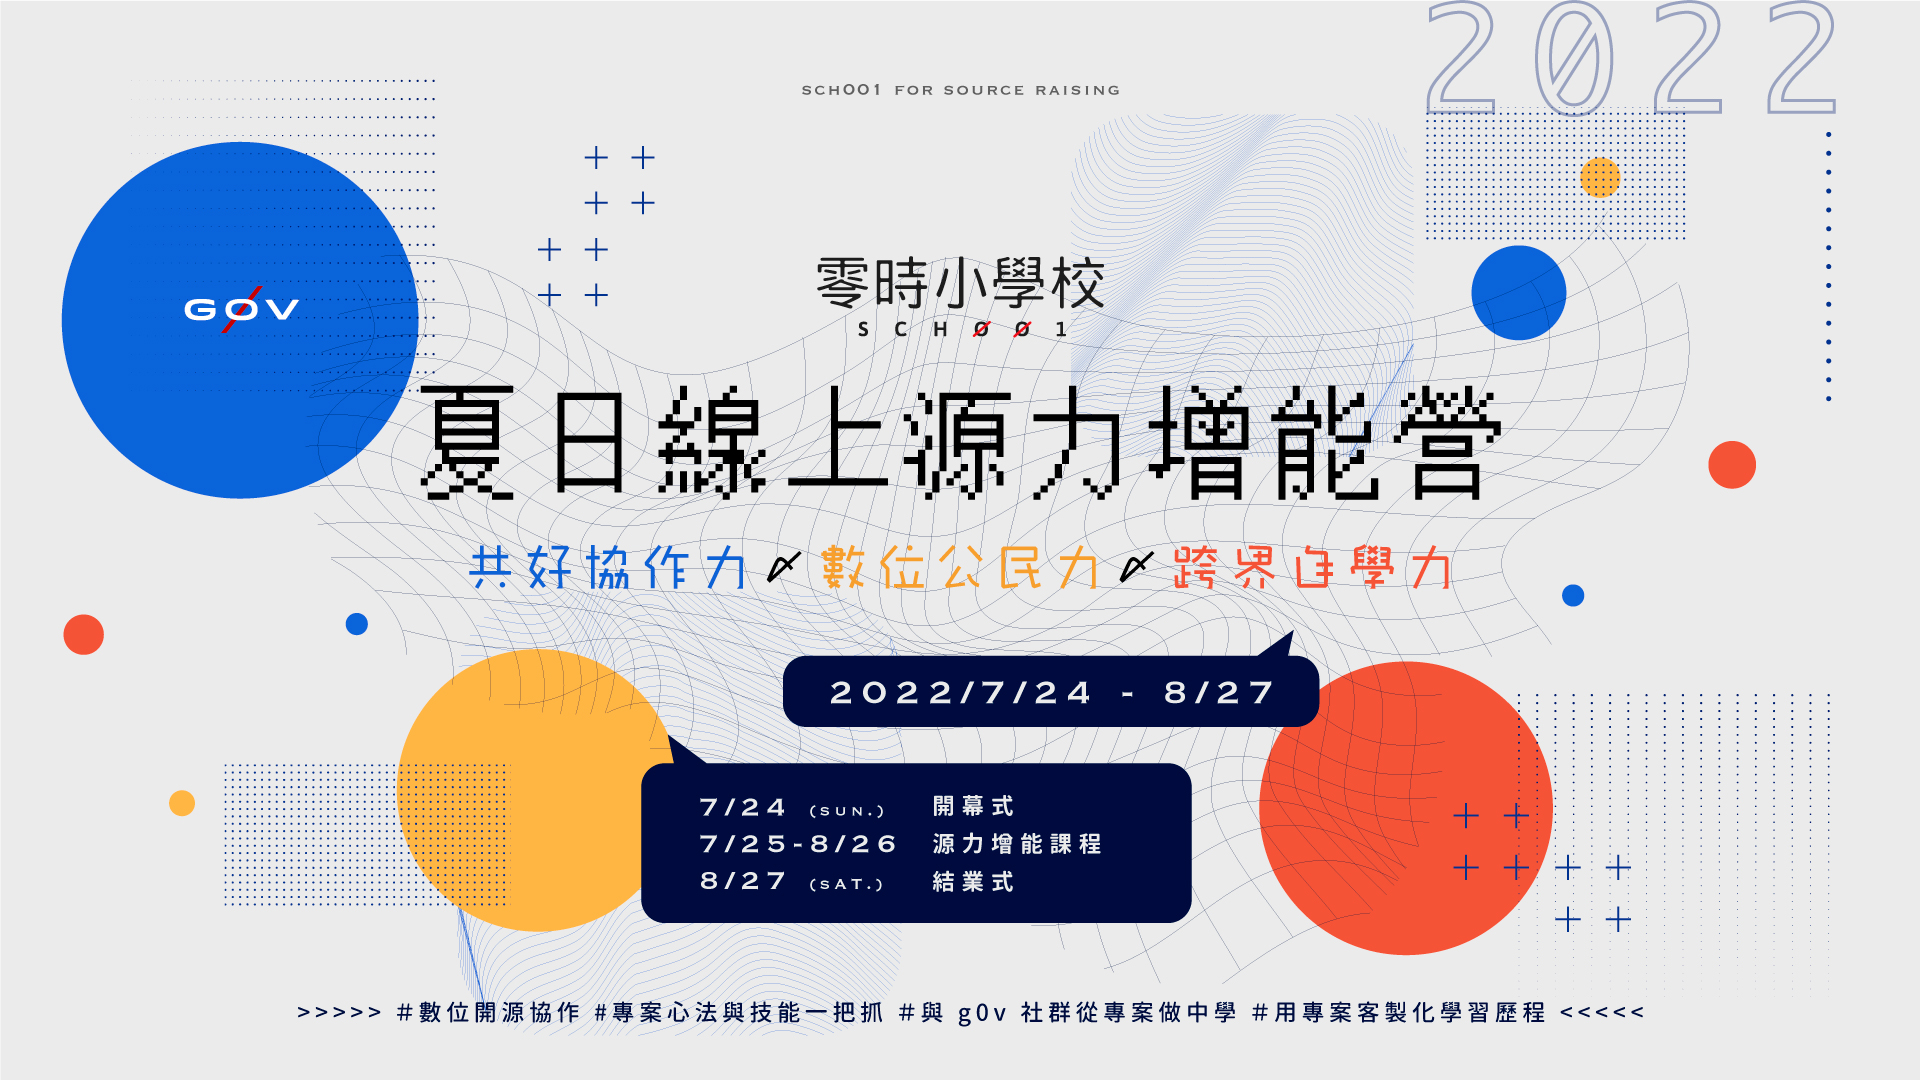 2022
SCH001 FOR SOURCE RAISING
G0V
零時小學校
SCH001
夏日線上源力增能營
共好協作力 數位公民力 跨界自學力
2022/7/24 - 8/27
7/24 (SUN.) 開幕式
7/25-8/26 源力增能課程
8/27 (SAT.) 結業式
>>>>> #數位開源協作 #專案心法與技能一把抓 #與 g0v 社群從專案做中學 #用專案客製化學習歷程 <<<<<